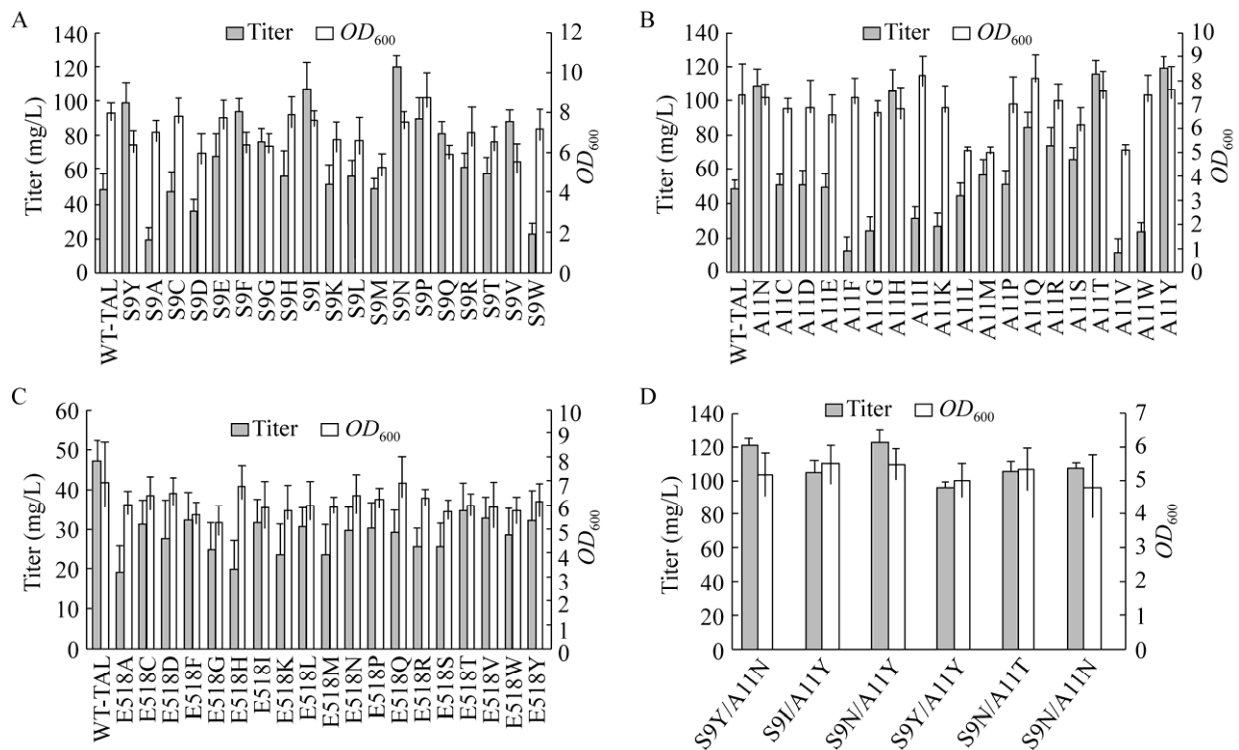 A
Titer
OD600
Titer (mg/L)
140
120
100
80
60
40
20
0
12
10
8
6
4
2
0
OD600
WT-TAL
S9Y
S9A
S9C
S9D
S9E
S9F
S9G
S9H
S9I
S9K
S9L
S9M
S9N
S9P
S9Q
S9R
S9T
S9V
S9W
B
Titer
OD600
Titer (mg/L)
140
120
100
80
60
40
20
0
10
9
8
7
6
5
4
3
2
1
0
OD600
WT-TAL
A11N
A11C
A11D
A11E
A11F
A11G
A11H
A11I
A11K
A11L
A11M
A11P
A11Q
A11R
A11S
A11T
A11V
A11W
A11Y
C
Titer
OD600
Titer (mg/L)
60
50
40
30
20
10
0
10
9
8
7
6
5
4
3
2
1
0
OD600
WT-TAL
E518A
E518C
E518D
E518F
E518G
E518H
E518I
E518K
E518L
E518M
E518N
E518P
E518Q
E518R
E518S
E518T
E518V
E518W
E518Y
D
Titer
OD600
Titer (mg/L)
140
120
100
80
60
40
20
0
7
6
5
4
3
2
1
0
OD600
S9Y/A11N
S9I/A11Y
S9N/A11Y
S9Y/A11Y
S9N/A11T
S9N/A11N